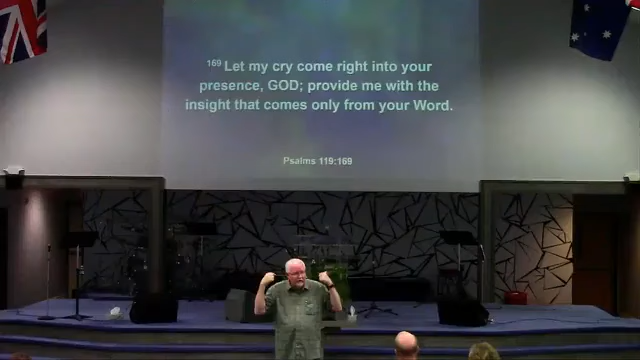 169 Let my cry come right into your
presence, GOD; provide me with the
insight that comes only from your Word.
Psalms 119:169